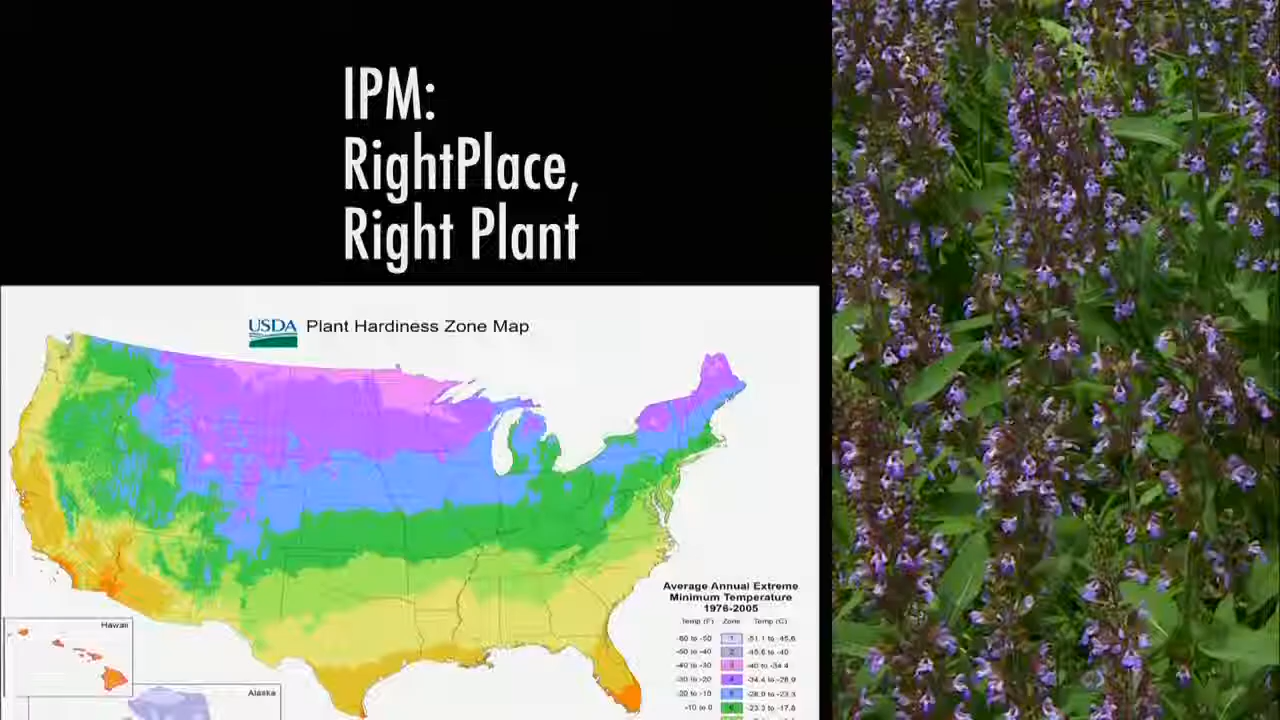 IPM:
RightPlace,
Right Plant
USDA Plant Hardiness Zone Map
Average Annual Extreme
Minimum Temperature
1976-2005
Temp (F) Zone Temp (C)
-60 to -50 1 -51.1 to -45.6
-50 to -40 2 -45.6 to -40
-40 to -30 3 -40 to -34.4
-30 to -20 4 -34.4 to -28.9
-20 to -10 5 -28.9 to -23.3
-10 to 0 6 -23.3 to -17.8
Hawaii
Alaska